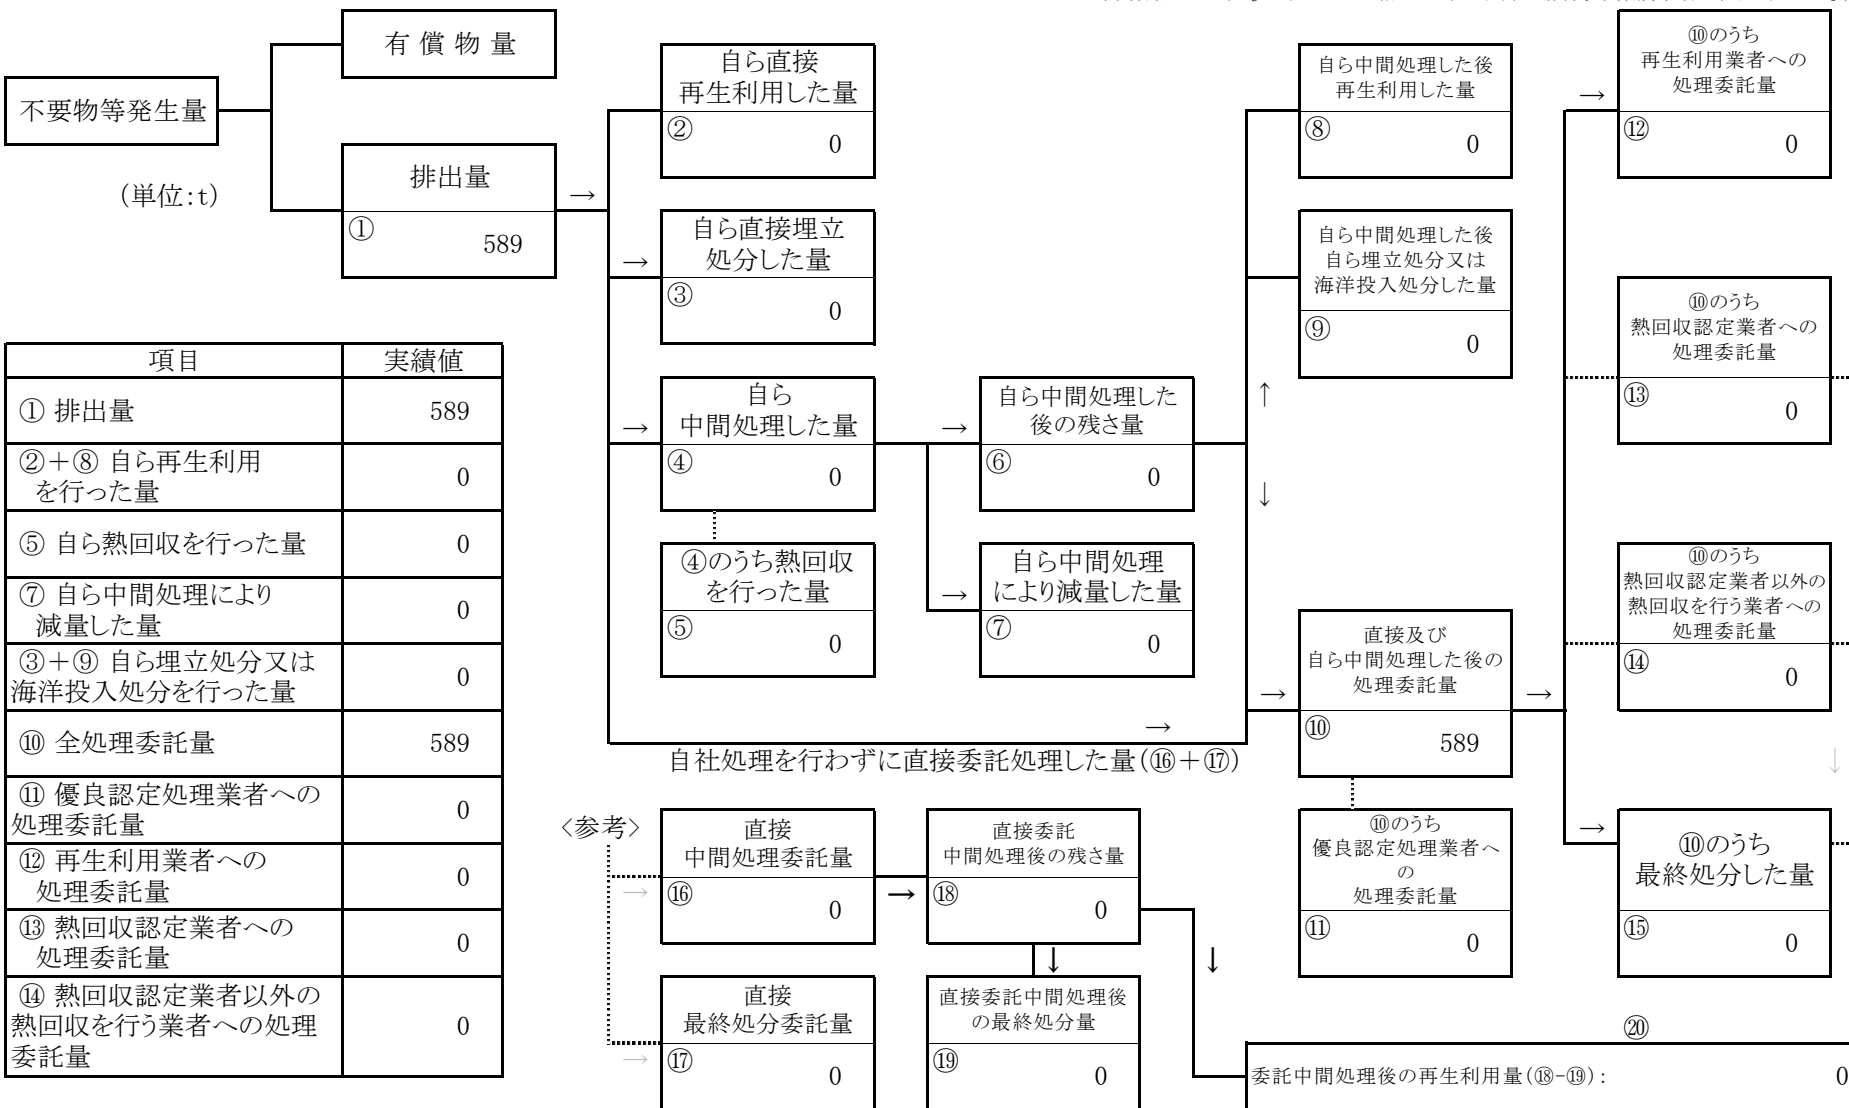 有 償 物 量
不要物等発生量
(単位:t)
排出量
①
589
→
自ら直接
再生利用した量
②
0
→
自ら直接埋立
処分した量
③
0
→
自ら
中間処理した量
④
0
④のうち熱回収
を行った量
⑤
0
→
自ら中間処理した
後の残さ量
⑥
0
→
自ら中間処理
により減量した量
⑦
0
自ら中間処理した後
再生利用した量
⑧
0
自ら中間処理した後
自ら埋立処分又は
海洋投入処分した量
⑨
0
↑
↓
→
自社処理を行わずに直接委託処理した量(⑯+⑰)
→
直接及び
自ら中間処理した後の
処理委託量
⑩
589
→
⑩のうち
優良認定処理業者へ
の
処理委託量
⑪
0
→
⑩のうち
再生利用業者への
処理委託量
⑫
0
⑩のうち
熱回収認定業者への
処理委託量
⑬
0
⑩のうち
熱回収認定業者以外の
熱回収を行う業者への
処理委託量
⑭
0
↓
→
⑩のうち
最終処分した量
⑮
0
項目 実績値
① 排出量 589
②+⑧ 自ら再生利用
を行った量 0
⑤ 自ら熱回収を行った量 0
⑦ 自ら中間処理により
減量した量 0
③+⑨ 自ら埋立処分又は
海洋投入処分を行った量 0
⑩ 全処理委託量 589
⑪ 優良認定処理業者への
処理委託量 0
⑫ 再生利用業者への
処理委託量 0
⑬ 熱回収認定業者への
処理委託量 0
⑭ 熱回収認定業者以外の
熱回収を行う業者への処理
委託量 0
〈参考〉
→
直接
中間処理委託量
⑯
0
→
直接委託
中間処理後の残さ量
⑱
0
↓
↓
→
直接
最終処分委託量
⑰
0
直接委託中間処理後
の最終処分量
⑲
0
⑳
委託中間処理後の再生利用量(⑱-⑲): 0